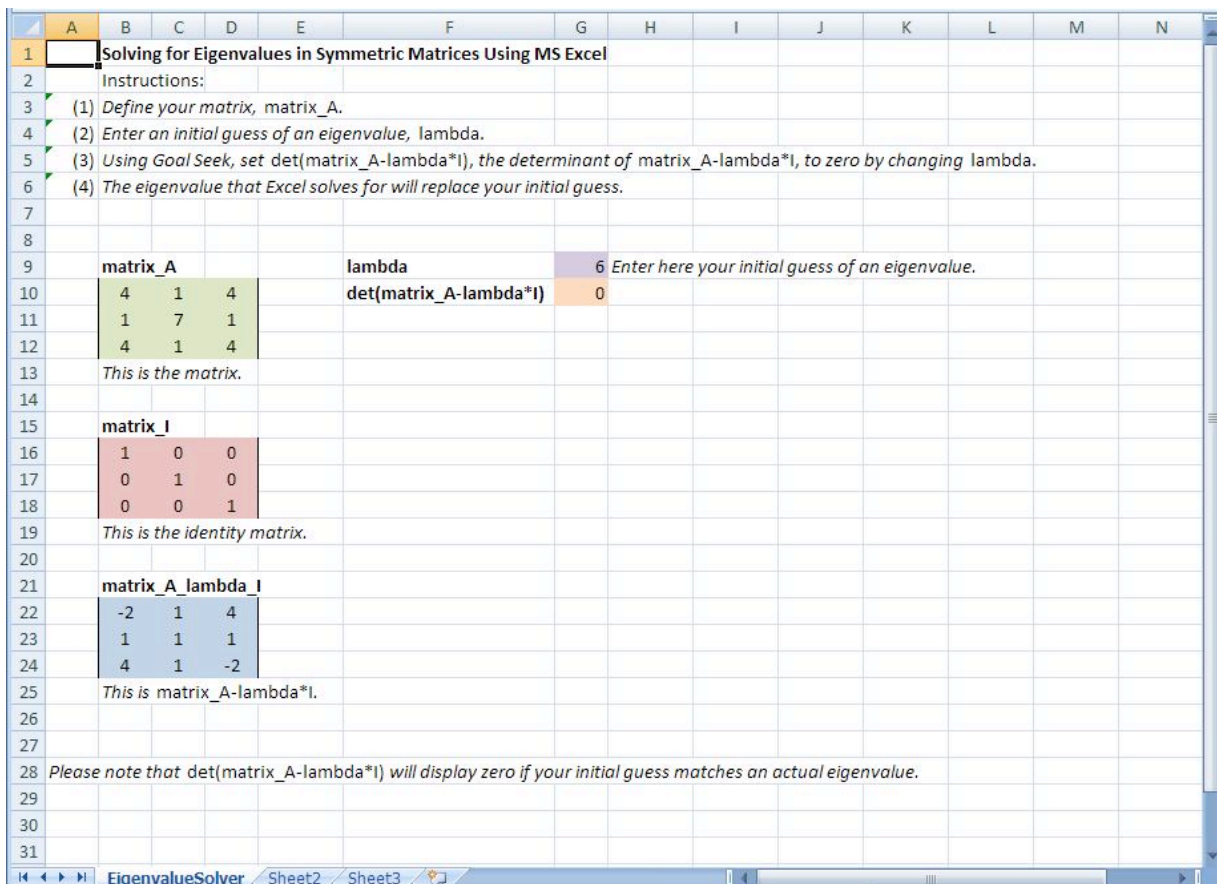 A B C D E F G H I J K L M N
1 Solving for Eigenvalues in Symmetric Matrices Using MS Excel
2 Instructions:
3 (1) Define your matrix, matrix_A.
4 (2) Enter an initial guess of an eigenvalue, lambda.
5 (3) Using Goal Seek, set det(matrix_A-lambda*I), the determinant of matrix_A-lambda*I, to zero by changing lambda.
6 (4) The eigenvalue that Excel solves for will replace your initial guess.
7
8
9 matrix_A lambda 6 Enter here your initial guess of an eigenvalue.
10 4 1 4 det(matrix_A-lambda*I) 0
11 1 7 1
12 4 1 4
13 This is the matrix.
14
15 matrix_I
16 1 0 0
17 0 1 0
18 0 0 1
19 This is the identity matrix.
20
21 matrix_A_lambda_I
22 -2 1 4
23 1 1 1
24 4 1 -2
25 This is matrix_A-lambda*I.
26
27
28 Please note that det(matrix_A-lambda*I) will display zero if your initial guess matches an actual eigenvalue.
29
30
31
EigenvalueSolver Sheet2 Sheet3